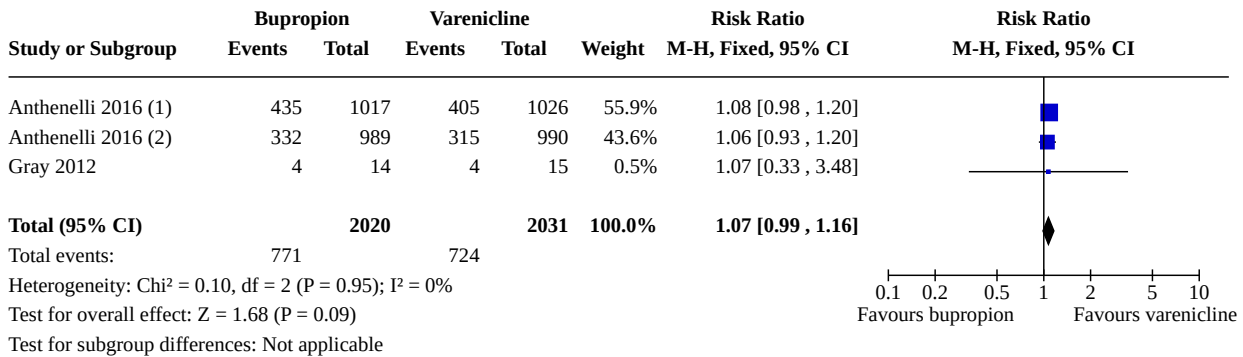 Bupropion Varenicline Risk Ratio Risk Ratio
Study or Subgroup Events Total Events Total Weight M-H, Fixed, 95% CI M-H, Fixed, 95% CI
Anthenelli 2016 (1) 435 1017 405 1026 55.9% 1.08 [0.98 , 1.20]
Anthenelli 2016 (2) 332 989 315 990 43.6% 1.06 [0.93 , 1.20]
Gray 2012 4 14 4 15 0.5% 1.07 [0.33 , 3.48]
Total (95% CI) 2020 2031 100.0% 1.07 [0.99 , 1.16]
Total events: 771 724
Heterogeneity: Chi² = 0.10, df = 2 (P = 0.95); I² = 0%
0.1 0.2 0.5 1 2 5 10
Test for overall effect: Z = 1.68 (P = 0.09) Favours bupropion Favours varenicline
Test for subgroup differences: Not applicable